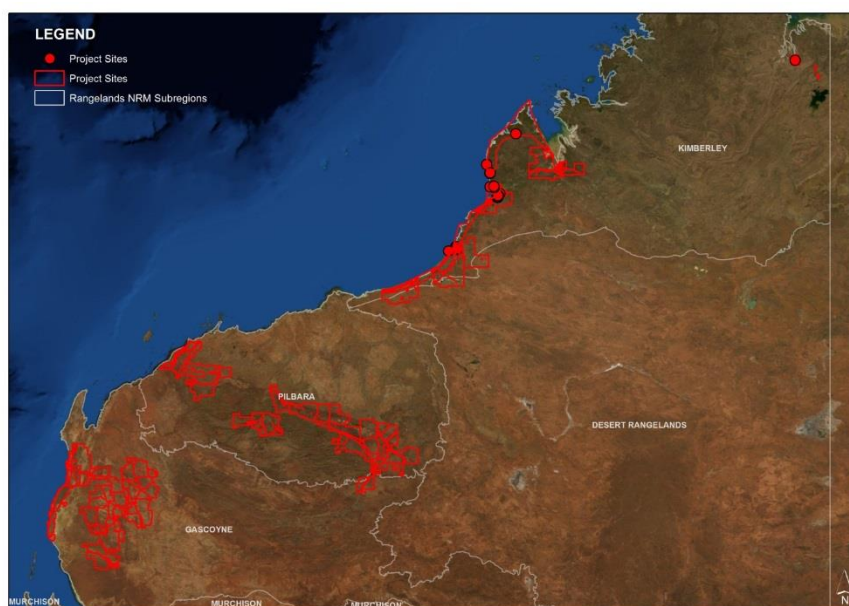 LEGEND
Project Sites
Project Sites
Rangelands NRM Subregions
KIMBERLEY
PILBARA
DESERT RANGELANDS
GASCOYNE
MURCHISON
MURCHISON
MURCHISON
N